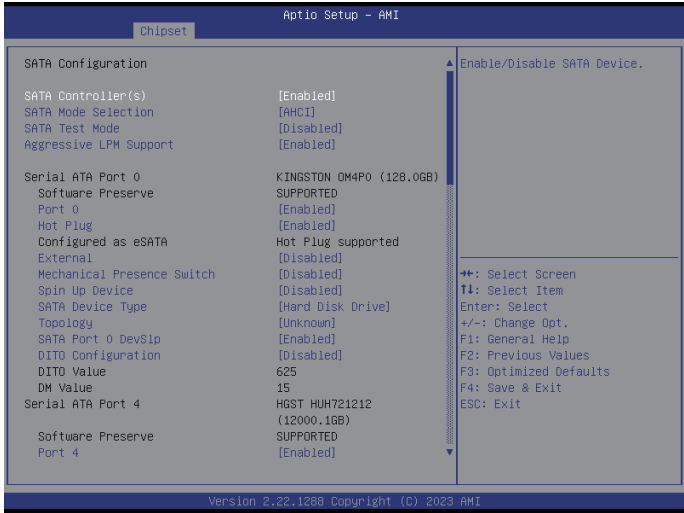 Aptio Setup – AMI
Chipset
SATA Configuration
Enable/Disable SATA Device.
SATA Controller(s) [Enabled]
SATA Mode Selection [AHCI]
SATA Test Mode [Disabled]
Aggressive LPM Support [Enabled]
Serial ATA Port 0 KINGSTON OM4P0 (128.0GB)
Software Preserve SUPPORTED
Port 0 [Enabled]
Hot Plug [Enabled]
Configured as eSATA Hot Plug supported
External [Disabled]
Mechanical Presence Switch [Disabled]
Spin Up Device [Disabled]
SATA Device Type [Hard Disk Drive]
Topology [Unknown]
SATA Port 0 DevSlp [Enabled]
DITO Configuration [Disabled]
DITO Value 625
DM Value 15
Serial ATA Port 4 HGST HUH721212
(12000.1GB)
Software Preserve SUPPORTED
Port 4 [Enabled]
→←: Select Screen
↑↓: Select Item
Enter: Select
+/-: Change Opt.
F1: General Help
F2: Previous Values
F3: Optimized Defaults
F4: Save & Exit
ESC: Exit
Version 2.22.1288 Copyright (C) 2023 AMI